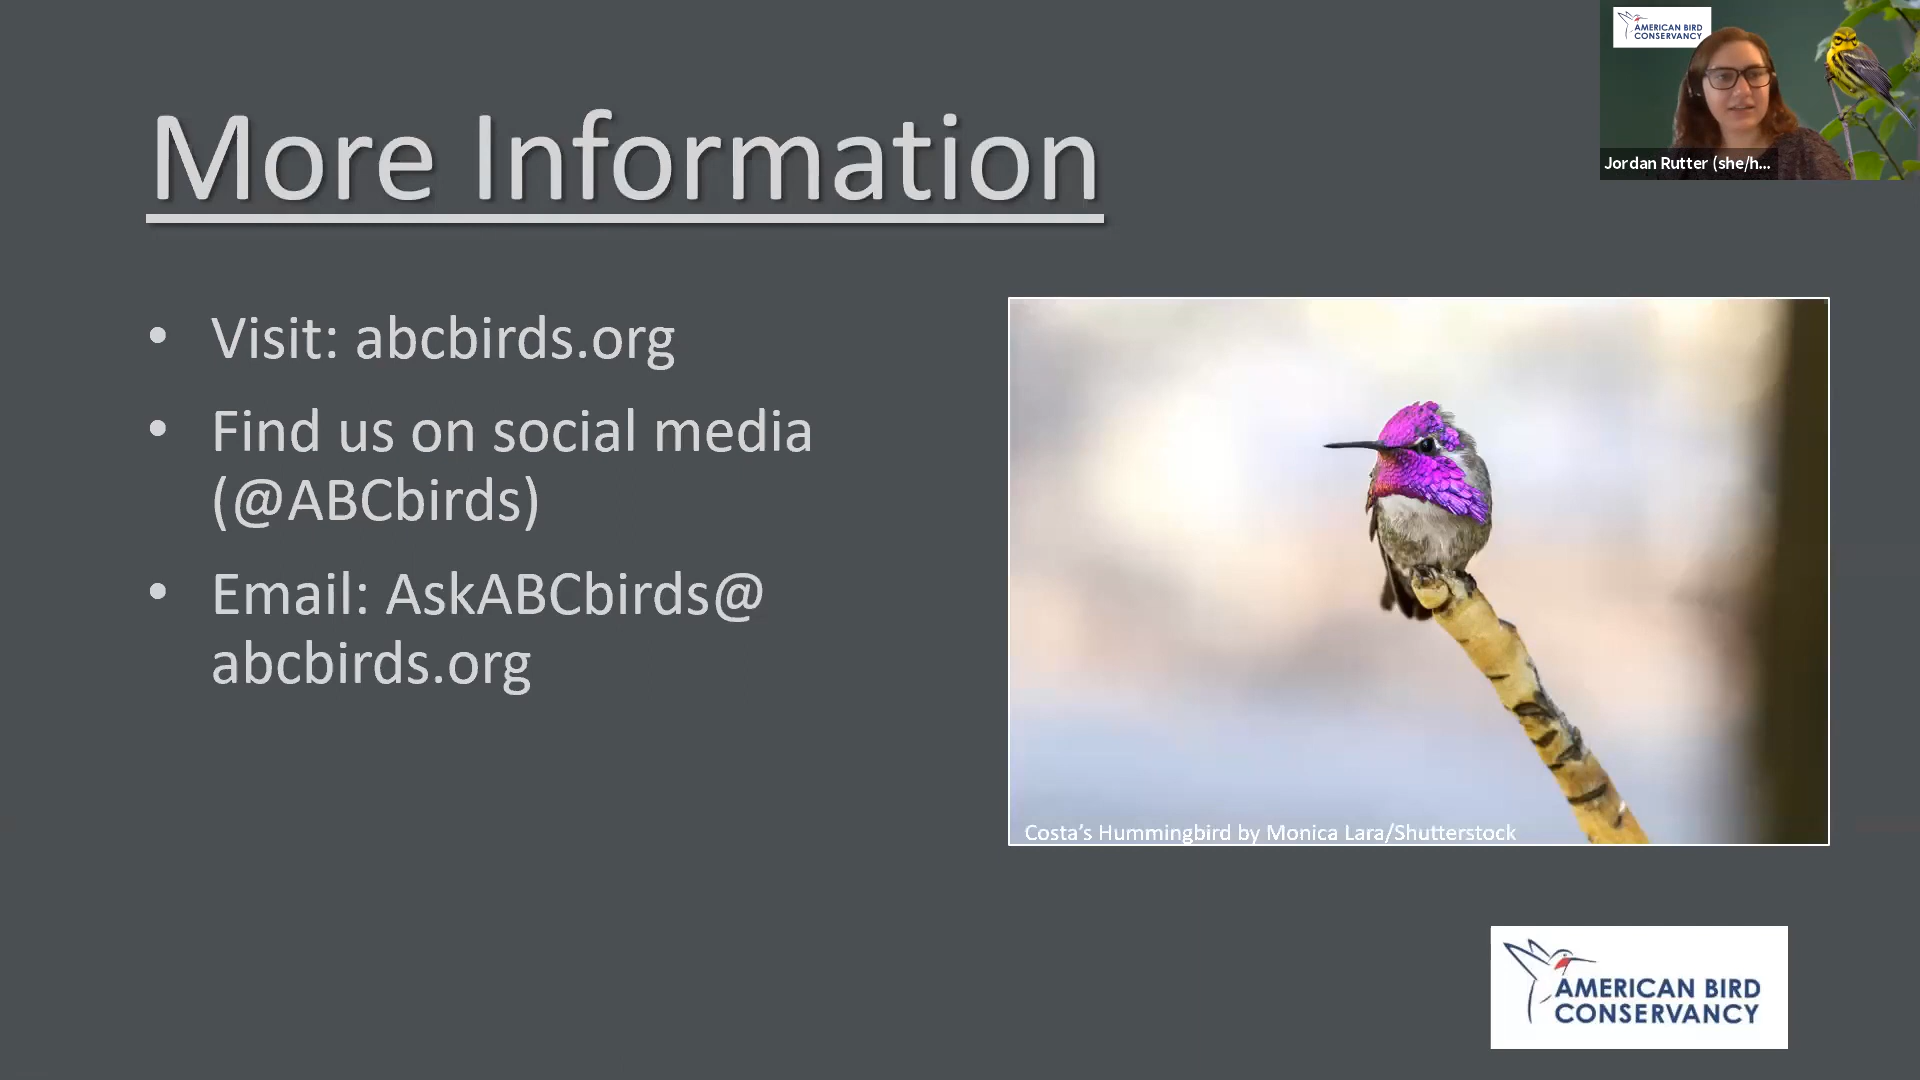 AMERICAN BIRD
CONSERVANCY
Jordan Rutter (she/h...
More Information
• Visit: abcbirds.org
• Find us on social media
(@ABCbirds)
• Email: AskABCbirds@
abcbirds.org
Costa's Hummingbird by Monica Lara/Shutterstock
AMERICAN BIRD
CONSERVANCY